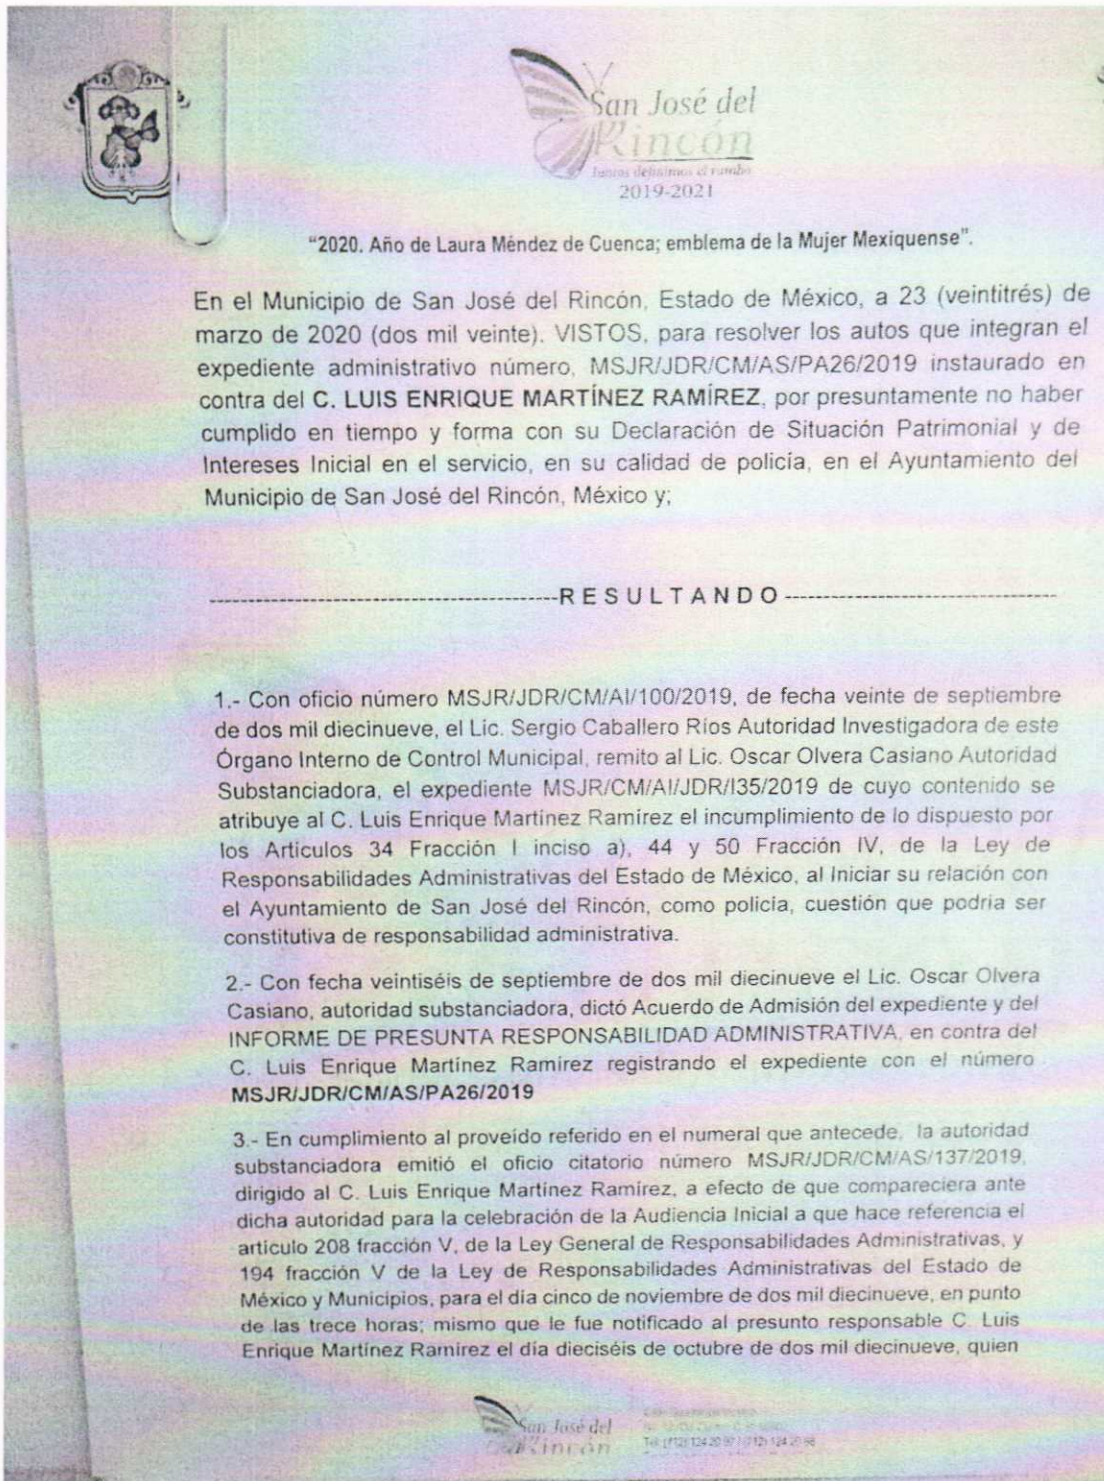 San José del
Rincón
Juntos definimos el rumbo
2019-2021
"2020. Año de Laura Méndez de Cuenca; emblema de la Mujer Mexiquense".
En el Municipio de San José del Rincón, Estado de México, a 23 (veintitrés) de
marzo de 2020 (dos mil veinte). VISTOS, para resolver los autos que integran el
expediente administrativo número, MSJR/JDR/CM/AS/PA26/2019 instaurado en
contra del C. LUIS ENRIQUE MARTÍNEZ RAMÍREZ, por presuntamente no haber
cumplido en tiempo y forma con su Declaración de Situación Patrimonial y de
Intereses Inicial en el servicio, en su calidad de policía, en el Ayuntamiento del
Municipio de San José del Rincón, México y;
-------------------------------------------R E S U L T A N D O----------------------------------
1.- Con oficio número MSJR/JDR/CM/AI/100/2019, de fecha veinte de septiembre
de dos mil diecinueve, el Lic. Sergio Caballero Ríos Autoridad Investigadora de este
Órgano Interno de Control Municipal, remito al Lic. Oscar Olvera Casiano Autoridad
Substanciadora, el expediente MSJR/CM/AI/JDR/I35/2019 de cuyo contenido se
atribuye al C. Luis Enrique Martínez Ramírez el incumplimiento de lo dispuesto por
los Artículos 34 Fracción I inciso a), 44 y 50 Fracción IV, de la Ley de
Responsabilidades Administrativas del Estado de México, al Iniciar su relación con
el Ayuntamiento de San José del Rincón, como policía, cuestión que podría ser
constitutiva de responsabilidad administrativa.
2.- Con fecha veintiséis de septiembre de dos mil diecinueve el Lic. Oscar Olvera
Casiano, autoridad substanciadora, dictó Acuerdo de Admisión del expediente y del
INFORME DE PRESUNTA RESPONSABILIDAD ADMINISTRATIVA, en contra del
C. Luis Enrique Martínez Ramírez registrando el expediente con el número
MSJR/JDR/CM/AS/PA26/2019
3.- En cumplimiento al proveído referido en el numeral que antecede, la autoridad
substanciadora emitió el oficio citatorio número MSJR/JDR/CM/AS/137/2019,
dirigido al C. Luis Enrique Martínez Ramírez, a efecto de que compareciera ante
dicha autoridad para la celebración de la Audiencia Inicial a que hace referencia el
artículo 208 fracción V, de la Ley General de Responsabilidades Administrativas, y
194 fracción V de la Ley de Responsabilidades Administrativas del Estado de
México y Municipios, para el día cinco de noviembre de dos mil diecinueve, en punto
de las trece horas; mismo que le fue notificado al presunto responsable C. Luis
Enrique Martínez Ramírez el día dieciséis de octubre de dos mil diecinueve, quien
San José del
Rincón